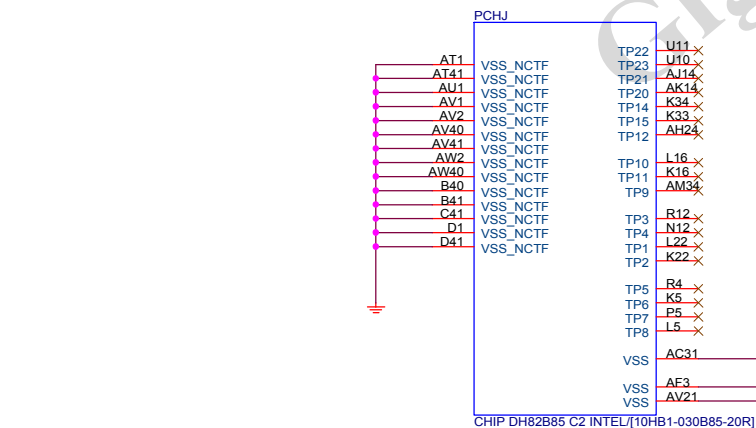 PCHJ
AT1 VSS_NCTF
AT41 VSS_NCTF
AU1 VSS_NCTF
AV1 VSS_NCTF
AV2 VSS_NCTF
AV40 VSS_NCTF
AV41 VSS_NCTF
AW2 VSS_NCTF
AW40 VSS_NCTF
B40 VSS_NCTF
B41 VSS_NCTF
C41 VSS_NCTF
D1 VSS_NCTF
D41 VSS_NCTF
TP22 U11
TP23 U10
TP21 AJ14
TP20 AK14
TP14 K34
TP15 K33
TP12 AH24
TP10 L16
TP11 K16
TP9 AM34
TP3 R12
TP4 N12
TP1 L22
TP2 K22
TP5 R4
TP6 K5
TP7 P5
TP8 L5
VSS AC31
VSS AF3
VSS AV21
CHIP DH82B85 C2 INTEL/[10HB1-030B85-20R]